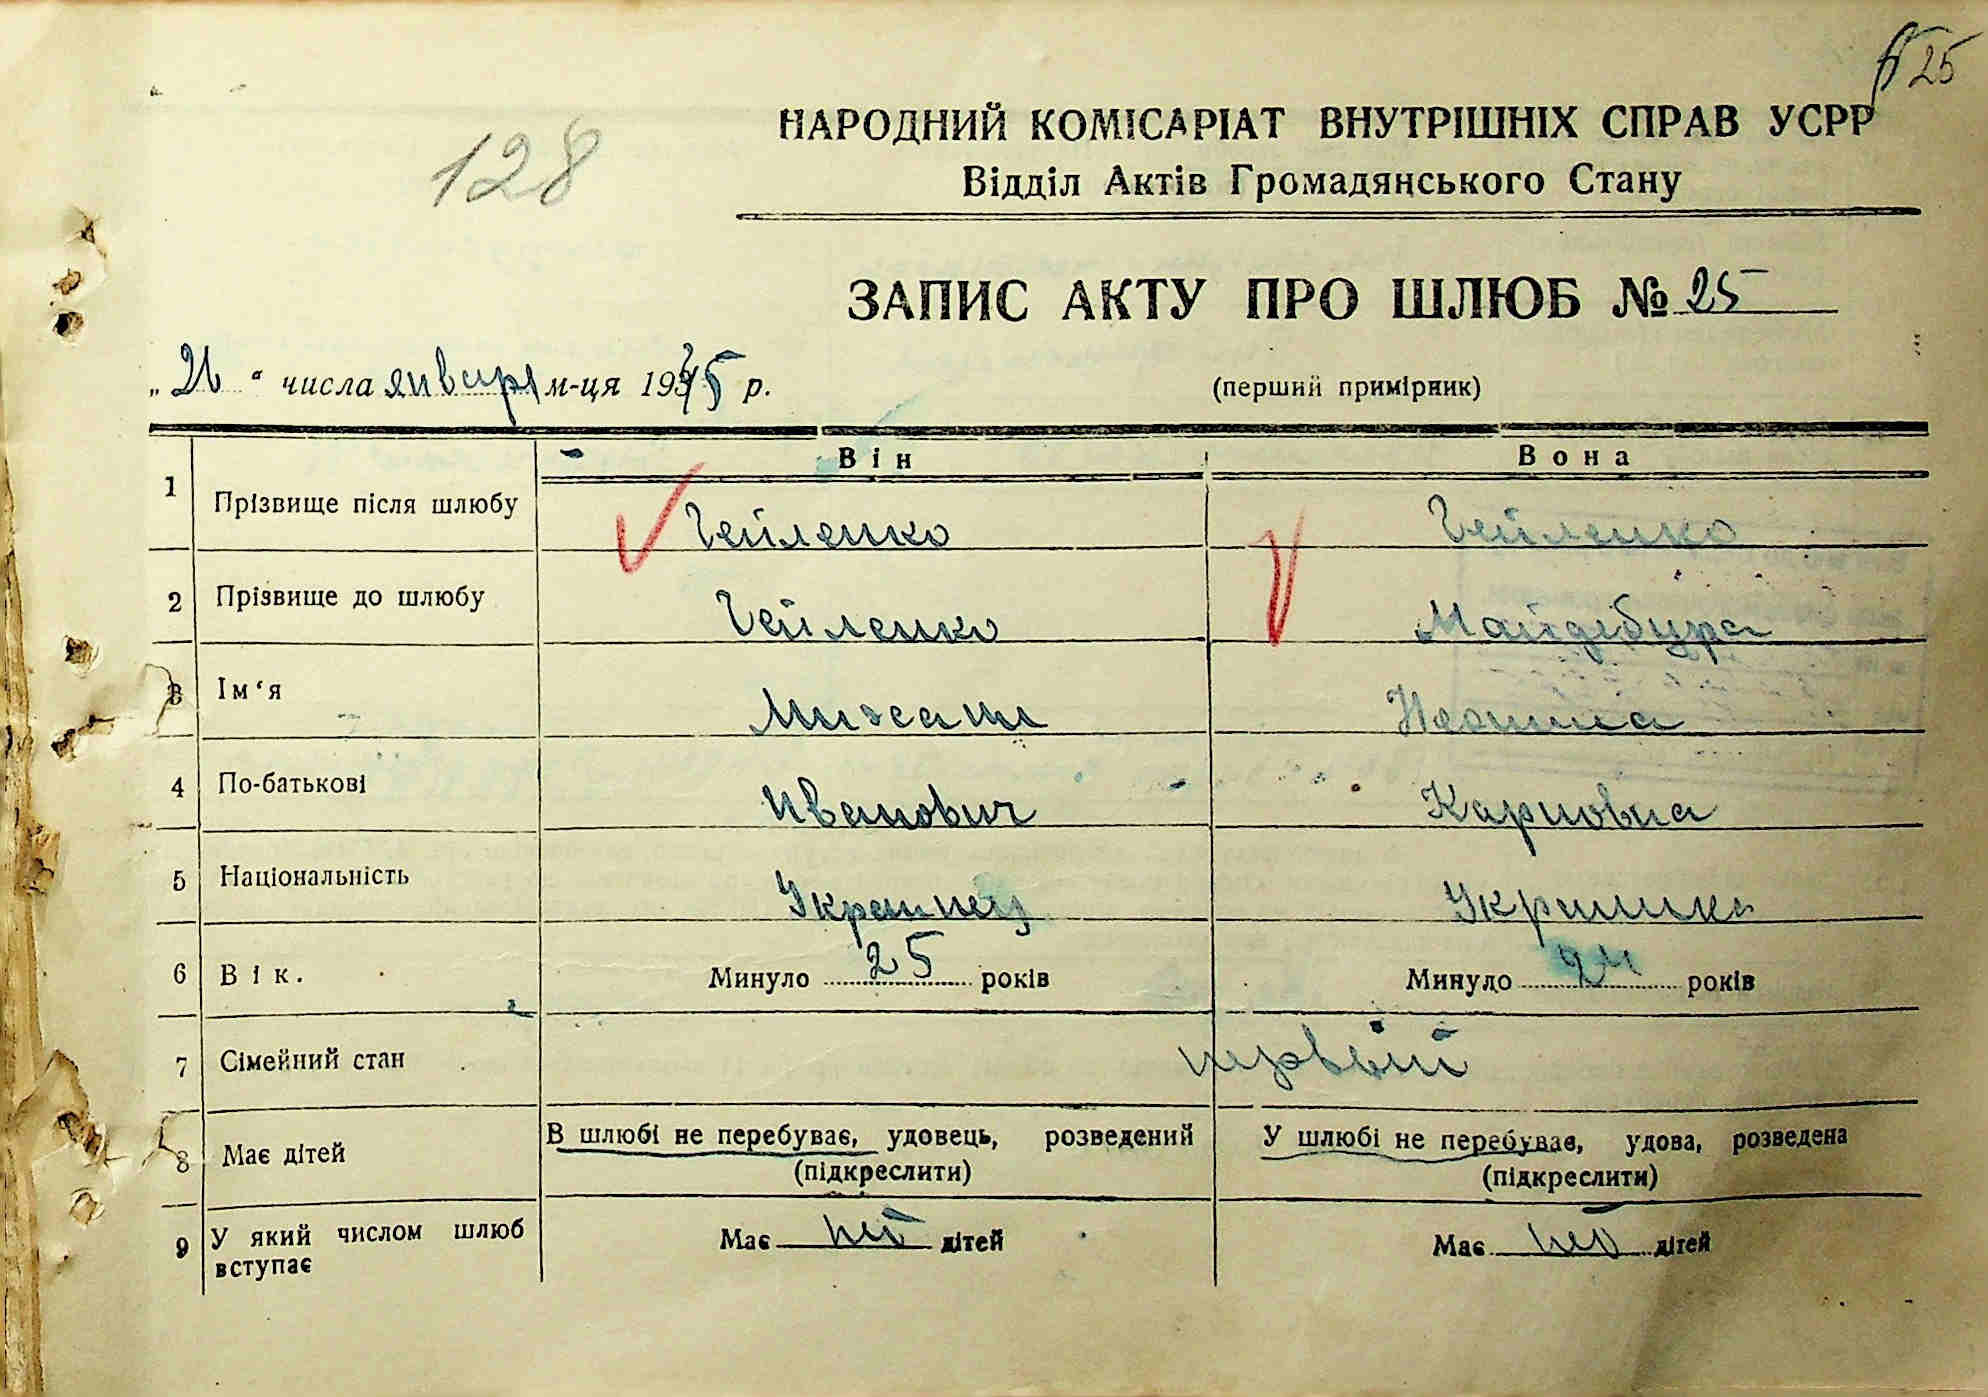 25
128
НАРОДНИЙ КОМІСАРІАТ ВНУТРІШНІХ СПРАВ УСРР
Відділ Актів Громадянського Стану
ЗАПИС АКТУ ПРО ШЛЮБ № 25
„ 26 “ числа января м-ця 1945 р. (перший примірник)
Він Вона
1 Прізвище після шлюбу Гейленко Гейленко
2 Прізвище до шлюбу Гейленко Майдебура
3 Ім‘я Михаил
4 По-батькові Иванович Карповна
5 Національність Украинец Украинка
6 Вік. Минуло 25 років Минуло 24 років
7 Сімейний стан первый
8 Має дітей В шлюбі не перебуває, удовець, розведений У шлюбі не перебуває, удова, розведена
(підкреслити) (підкреслити)
9 У який числом шлюб вступає Має нет дітей Має нет дітей